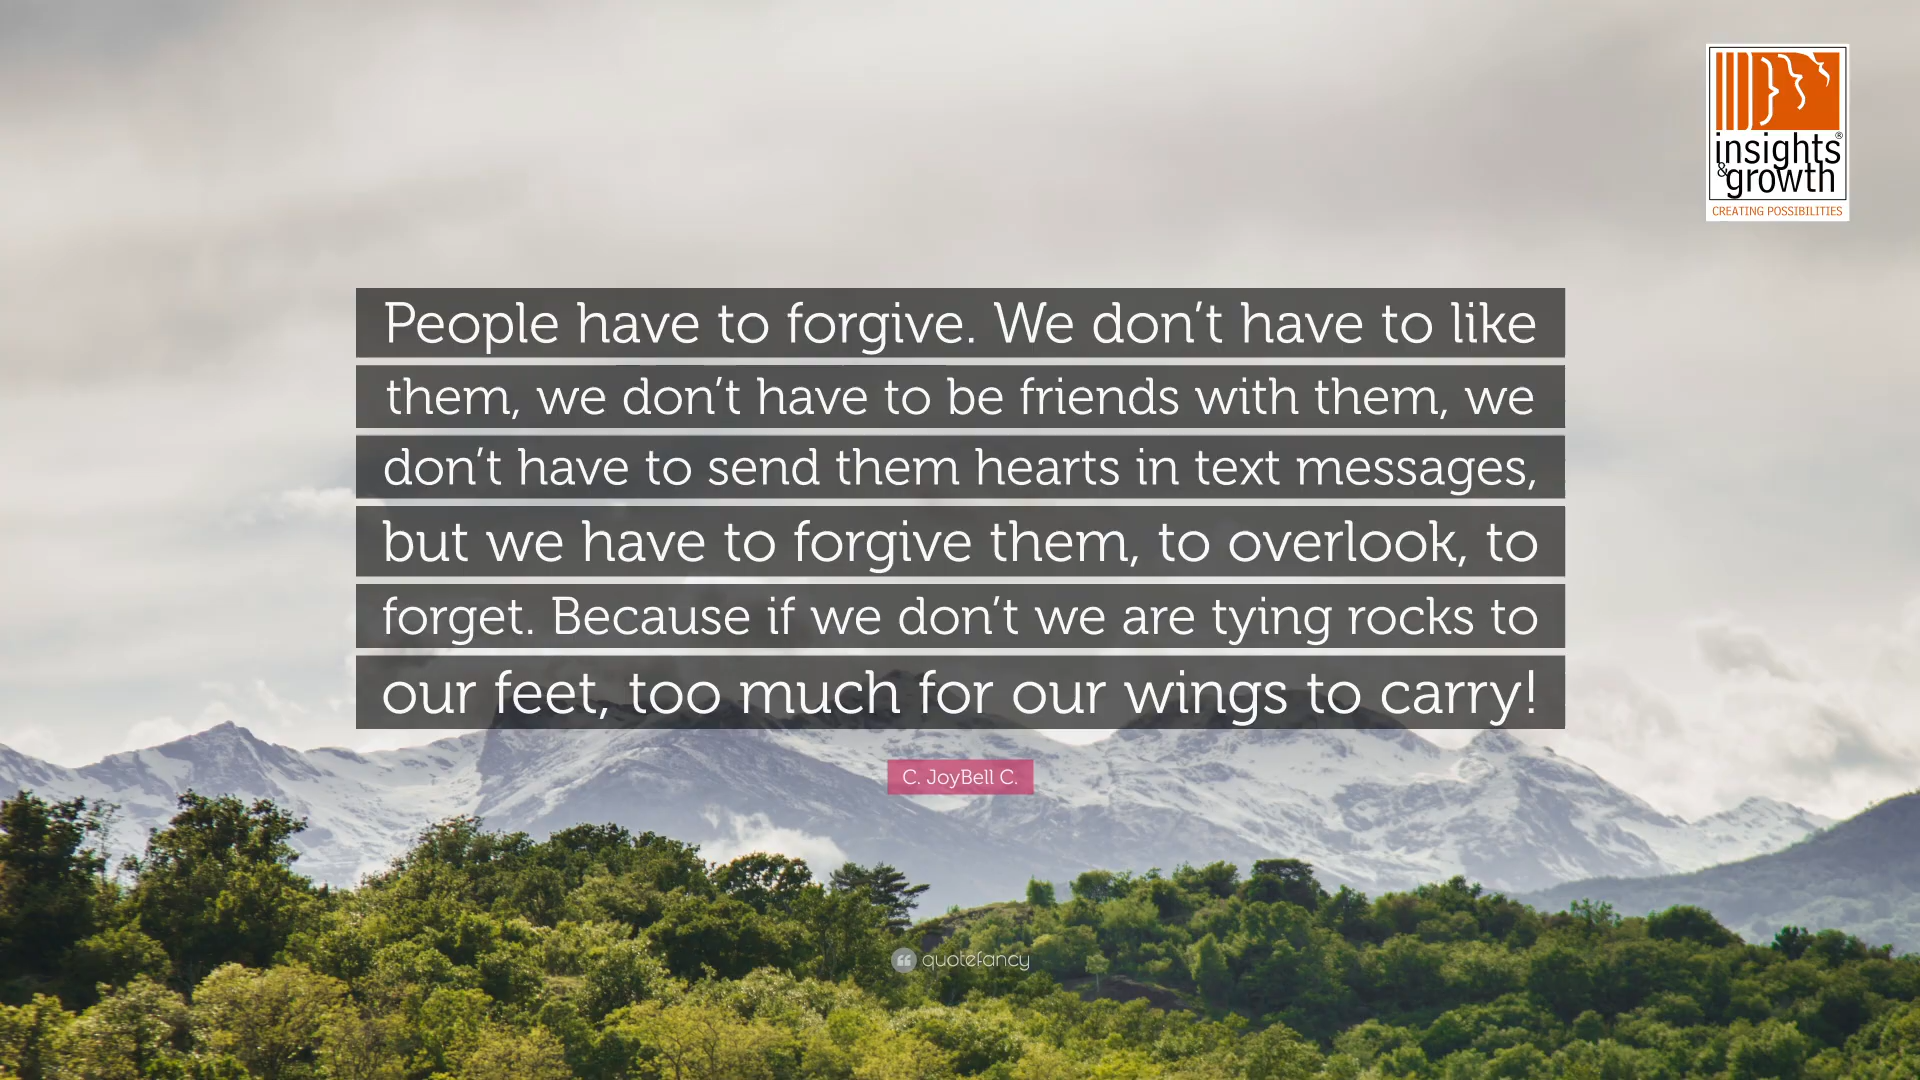 insights®
&growth
CREATING POSSIBILITIES
People have to forgive. We don’t have to like
them, we don’t have to be friends with them, we
don’t have to send them hearts in text messages,
but we have to forgive them, to overlook, to
forget. Because if we don’t we are tying rocks to
our feet, too much for our wings to carry!
C. JoyBell C.
quotefancy